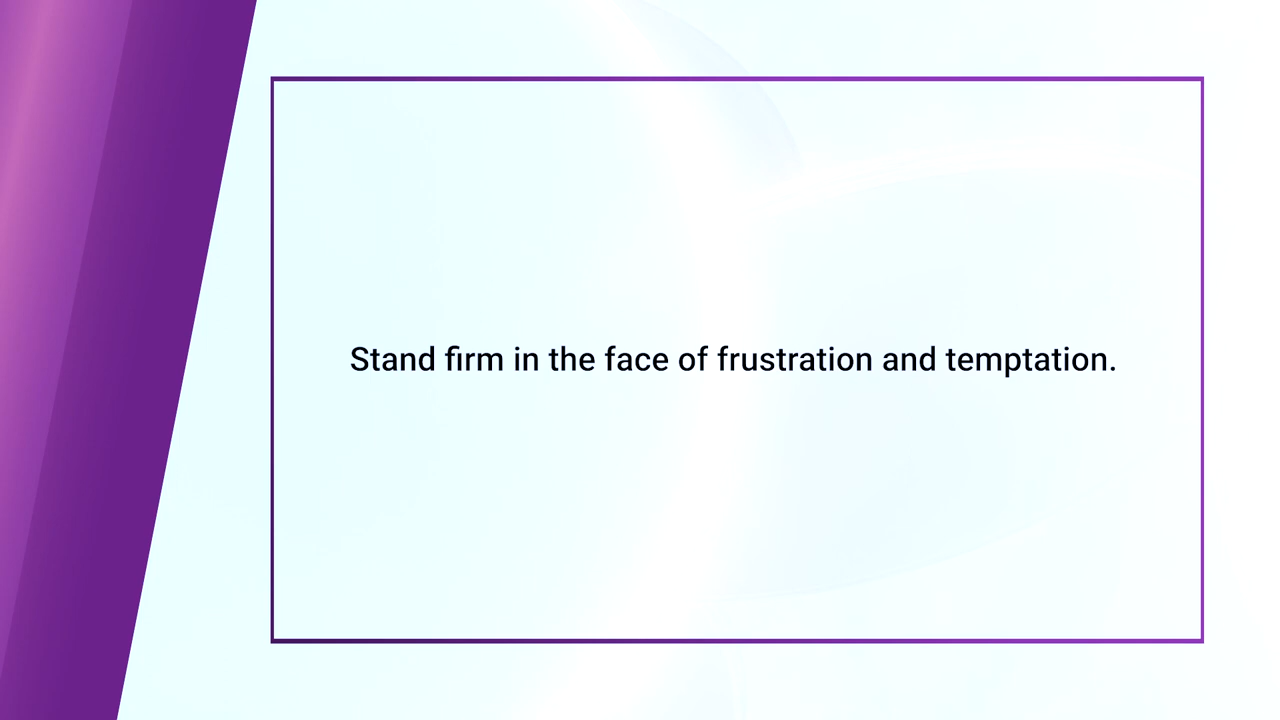 Stand firm in the face of frustration and temptation.